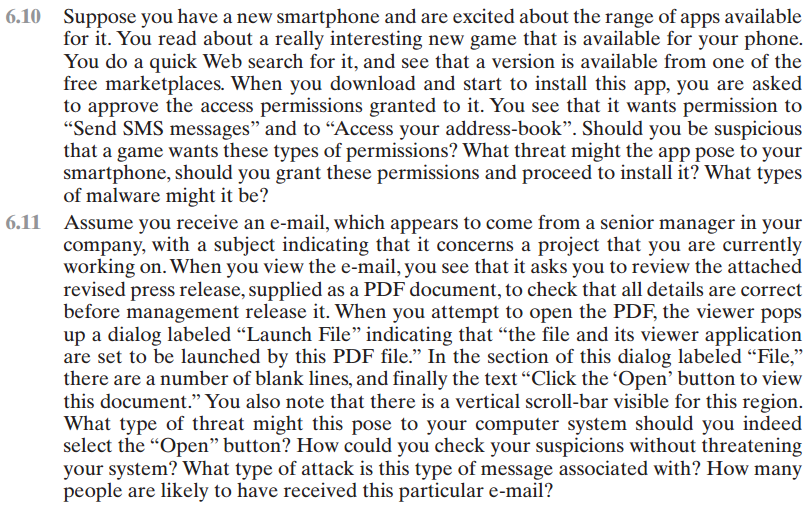 6.10 Suppose you have a new smartphone and are excited about the range of apps available
for it. You read about a really interesting new game that is available for your phone.
You do a quick Web search for it, and see that a version is available from one of the
free marketplaces. When you download and start to install this app, you are asked
to approve the access permissions granted to it. You see that it wants permission to
“Send SMS messages” and to “Access your address-book”. Should you be suspicious
that a game wants these types of permissions? What threat might the app pose to your
smartphone, should you grant these permissions and proceed to install it? What types
of malware might it be?
6.11 Assume you receive an e-mail, which appears to come from a senior manager in your
company, with a subject indicating that it concerns a project that you are currently
working on. When you view the e-mail, you see that it asks you to review the attached
revised press release, supplied as a PDF document, to check that all details are correct
before management release it. When you attempt to open the PDF, the viewer pops
up a dialog labeled “Launch File” indicating that “the file and its viewer application
are set to be launched by this PDF file.” In the section of this dialog labeled “File,”
there are a number of blank lines, and finally the text “Click the ‘Open’ button to view
this document.” You also note that there is a vertical scroll-bar visible for this region.
What type of threat might this pose to your computer system should you indeed
select the “Open” button? How could you check your suspicions without threatening
your system? What type of attack is this type of message associated with? How many
people are likely to have received this particular e-mail?